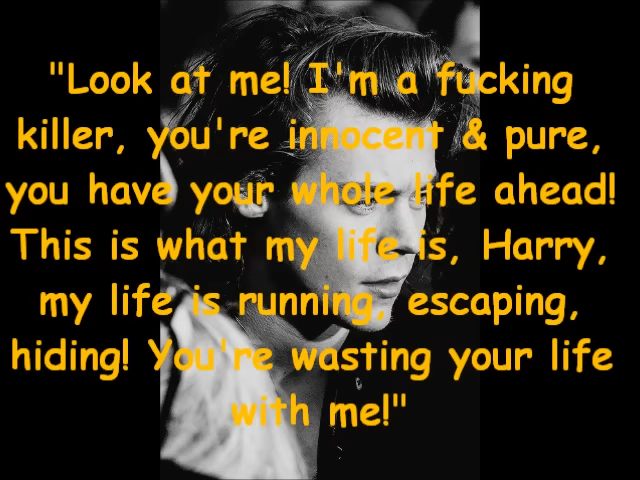 "Look at me! I'm a fucking
killer, you're innocent & pure,
you have your whole life ahead!
This is what my life is, Harry,
my life is running, escaping,
hiding! You're wasting your life
with me!"